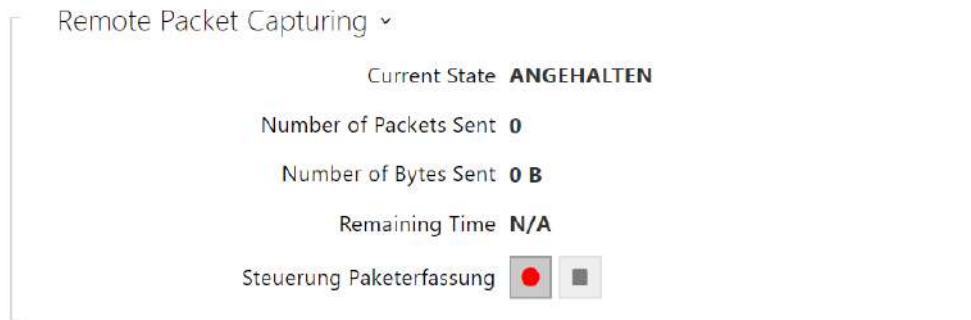 Remote Packet Capturing
Current State ANGEHALTEN
Number of Packets Sent 0
Number of Bytes Sent 0 B
Remaining Time N/A
Steuerung Paketerfassung